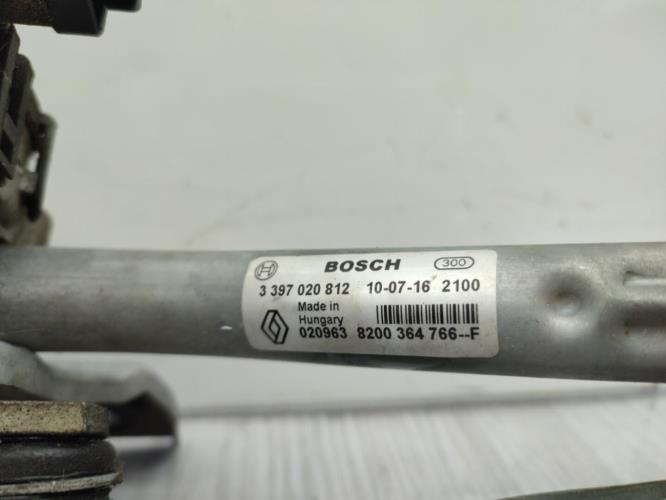 BOSCH 300
3 397 020 812 10-07-16 2100
Made in
Hungary
020963 8200 364 766--F